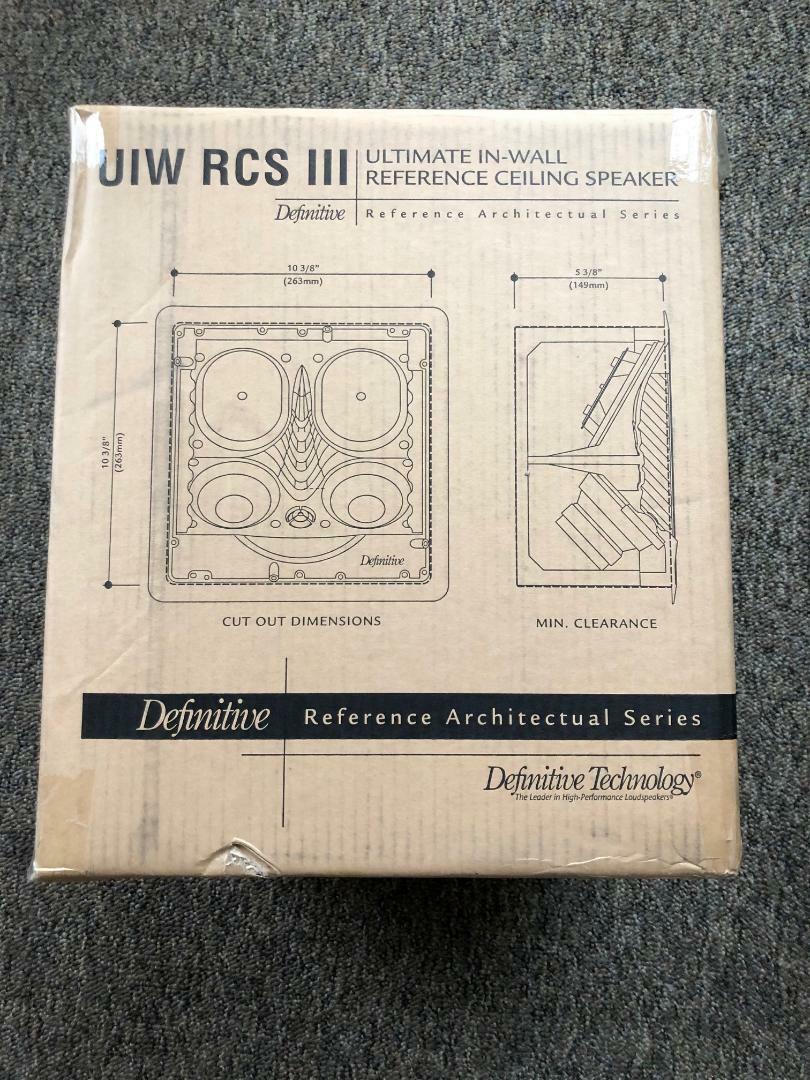 UIW RCS III
ULTIMATE IN-WALL
REFERENCE CEILING SPEAKER
Definitive Reference Architectual Series
10 3/8"
(263mm)
5 3/8"
(149mm)
10 3/8"
(263mm)
Definitive
CUT OUT DIMENSIONS
MIN. CLEARANCE
Definitive Reference Architectual Series
Definitive Technology®
The Leader in High-Performance Loudspeakers®